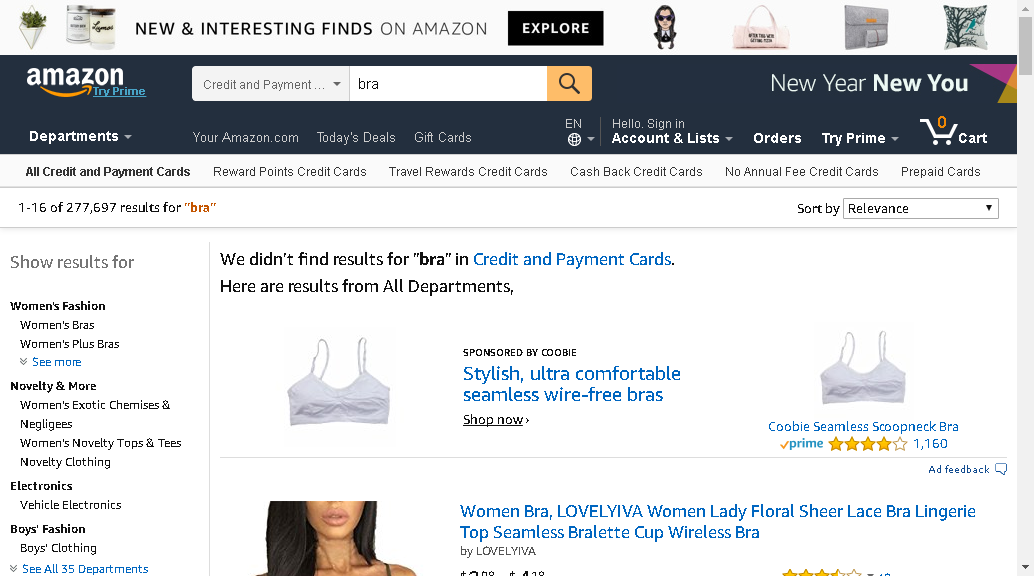 NEW & INTERESTING FINDS ON AMAZON
EXPLORE
amazon
Try Prime
Credit and Payment ...
bra
New Year New You
Departments
Your Amazon.com
Today's Deals
Gift Cards
EN
Hello. Sign in
Account & Lists
Orders
Try Prime
0
Cart
All Credit and Payment Cards
Reward Points Credit Cards
Travel Rewards Credit Cards
Cash Back Credit Cards
No Annual Fee Credit Cards
Prepaid Cards
1-16 of 277,697 results for "bra"
Sort by
Relevance
Show results for
Women's Fashion
Women's Bras
Women's Plus Bras
See more
Novelty & More
Women's Exotic Chemises &
Negligees
Women's Novelty Tops & Tees
Novelty Clothing
Electronics
Vehicle Electronics
Boys' Fashion
Boys' Clothing
See All 35 Departments
We didn't find results for "bra" in Credit and Payment Cards.
Here are results from All Departments,
SPONSORED BY COOBIE
Stylish, ultra comfortable
seamless wire-free bras
Shop now ›
Coobie Seamless Scoopneck Bra
prime
1,160
Ad feedback
Women Bra, LOVELYIVA Women Lady Floral Sheer Lace Bra Lingerie
Top Seamless Bralette Cup Wireless Bra
by LOVELYIVA